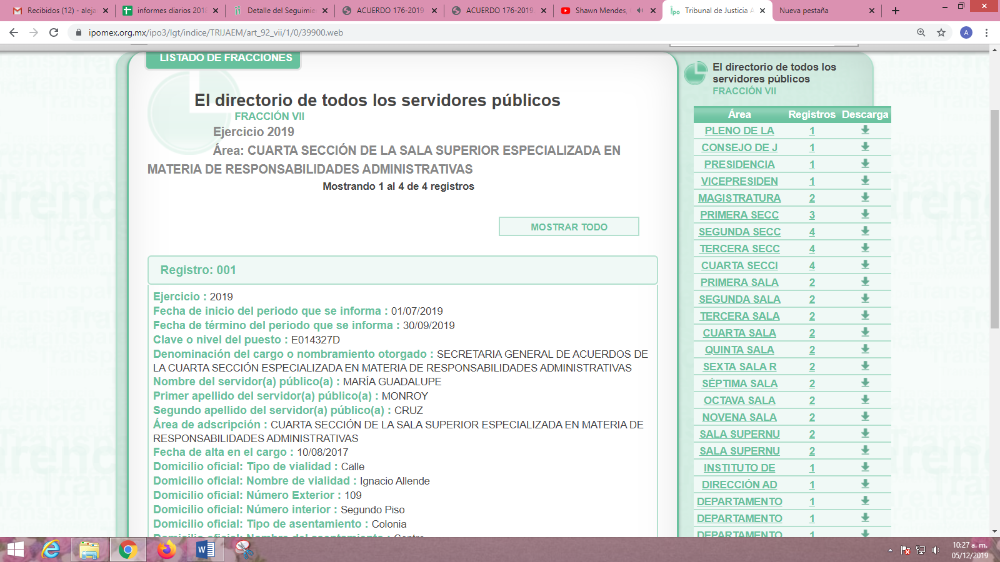 Recibidos (12) - aleja
informes diarios 2018
Detalle del Seguimie
ACUERDO 176-2019
ACUERDO 176-2019.
Shawn Mendes,
Tribunal de Justicia A
Nueva pestaña
ipomex.org.mx/ipo3/lgt/indice/TRIJAEM/art_92_vii/1/0/39900.web
A
LISTADO DE FRACCIONES
El directorio de todos los servidores públicos
FRACCIÓN VII
Ejercicio 2019
Área: CUARTA SECCIÓN DE LA SALA SUPERIOR ESPECIALIZADA EN
MATERIA DE RESPONSABILIDADES ADMINISTRATIVAS
Mostrando 1 al 4 de 4 registros
MOSTRAR TODO
Registro: 001
Ejercicio : 2019
Fecha de inicio del periodo que se informa : 01/07/2019
Fecha de término del periodo que se informa : 30/09/2019
Clave o nivel del puesto : E014327D
Denominación del cargo o nombramiento otorgado : SECRETARIA GENERAL DE ACUERDOS DE
LA CUARTA SECCIÓN ESPECIALIZADA EN MATERIA DE RESPONSABILIDADES ADMINISTRATIVAS
Nombre del servidor(a) público(a) : MARÍA GUADALUPE
Primer apellido del servidor(a) público(a) : MONROY
Segundo apellido del servidor(a) público(a) : CRUZ
Área de adscripción : CUARTA SECCIÓN DE LA SALA SUPERIOR ESPECIALIZADA EN MATERIA DE
RESPONSABILIDADES ADMINISTRATIVAS
Fecha de alta en el cargo : 10/08/2017
Domicilio oficial: Tipo de vialidad : Calle
Domicilio oficial: Nombre de vialidad : Ignacio Allende
Domicilio oficial: Número Exterior : 109
Domicilio oficial: Número interior : Segundo Piso
Domicilio oficial: Tipo de asentamiento : Colonia
Domicilio oficial: Nombre del asentamiento : Centro
El directorio de todos los
servidores públicos
FRACCIÓN VII
Área Registros Descarga
PLENO DE LA 1
CONSEJO DE J 1
PRESIDENCIA 1
VICEPRESIDEN 1
MAGISTRATURA 2
PRIMERA SECC 3
SEGUNDA SECC 4
TERCERA SECC 4
CUARTA SECCI 4
PRIMERA SALA 2
SEGUNDA SALA 2
TERCERA SALA 2
CUARTA SALA 2
QUINTA SALA 2
SEXTA SALA R 2
SÉPTIMA SALA 2
OCTAVA SALA 2
NOVENA SALA 2
SALA SUPERNU 2
SALA SUPERNU 2
INSTITUTO DE 1
DIRECCIÓN AD 1
DEPARTAMENTO 1
DEPARTAMENTO 1
DEPARTAMENTO 1
10:27 a. m.
05/12/2019